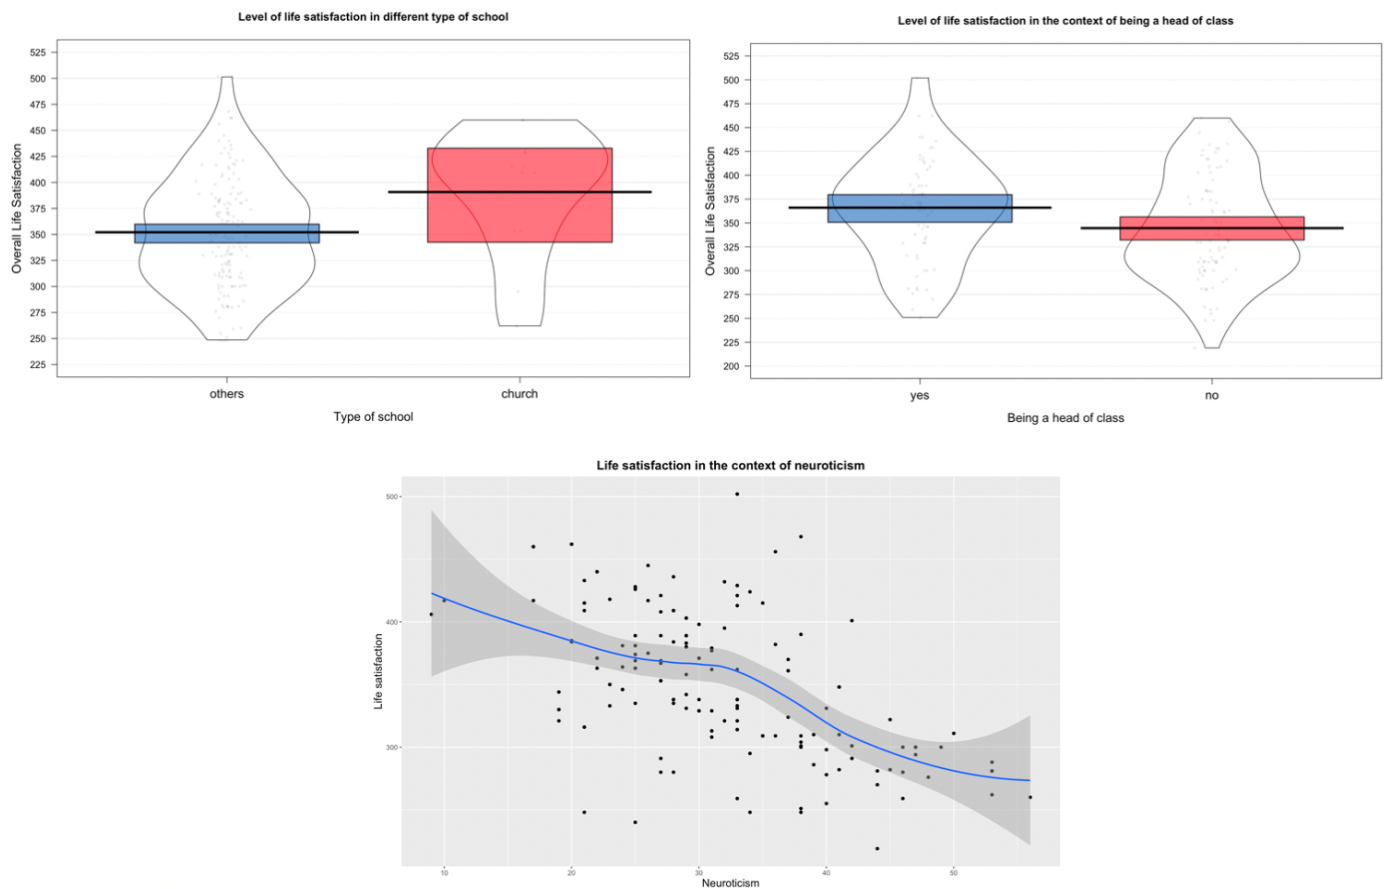 Level of life satisfaction in different type of school
525
500
475
450
425
400
375
350
325
300
275
250
225
Overall Life Satisfaction
others
church
Type of school
Level of life satisfaction in the context of being a head of class
525
500
475
450
425
400
375
350
325
300
275
250
225
200
Overall Life Satisfaction
yes
no
Being a head of class
Life satisfaction in the context of neuroticism
500
400
300
Life satisfaction
10
20
30
40
50
Neuroticism